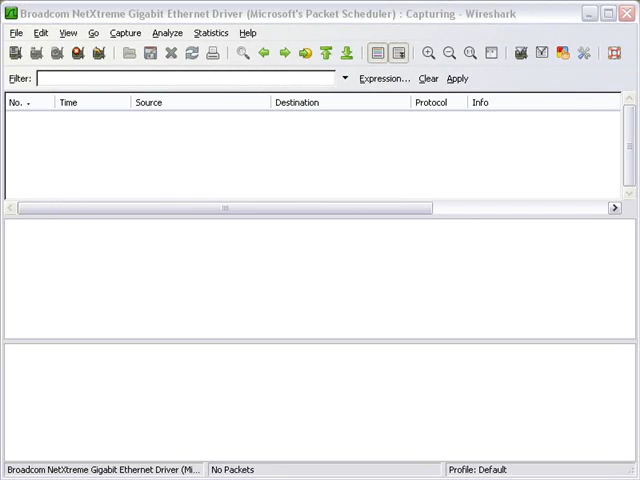 Broadcom NetXtreme Gigabit Ethernet Driver (Microsoft's Packet Scheduler) : Capturing - Wireshark
File Edit View Go Capture Analyze Statistics Help
Filter: Expression... Clear Apply
No. Time Source Destination Protocol Info
Broadcom NetXtreme Gigabit Ethernet Driver (Mi... No Packets Profile: Default